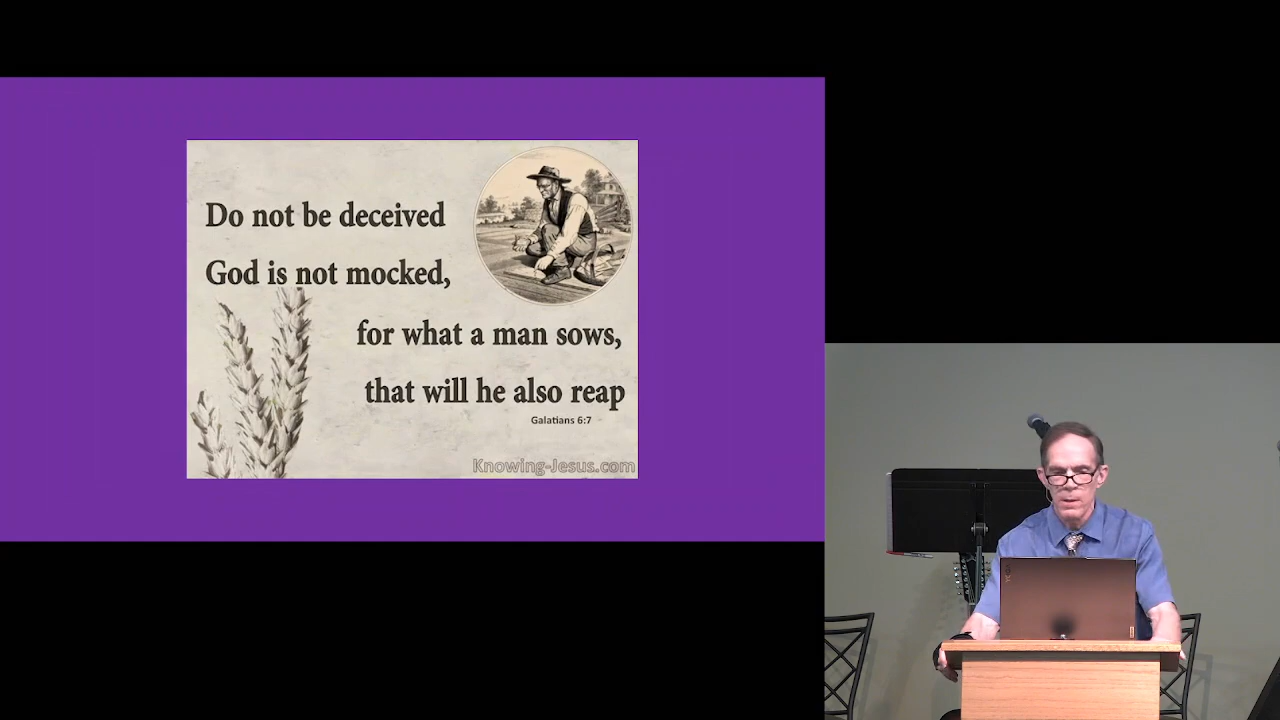 Do not be deceived
God is not mocked,
for what a man sows,
that will he also reap
Galatians 6:7
Knowing-Jesus.com